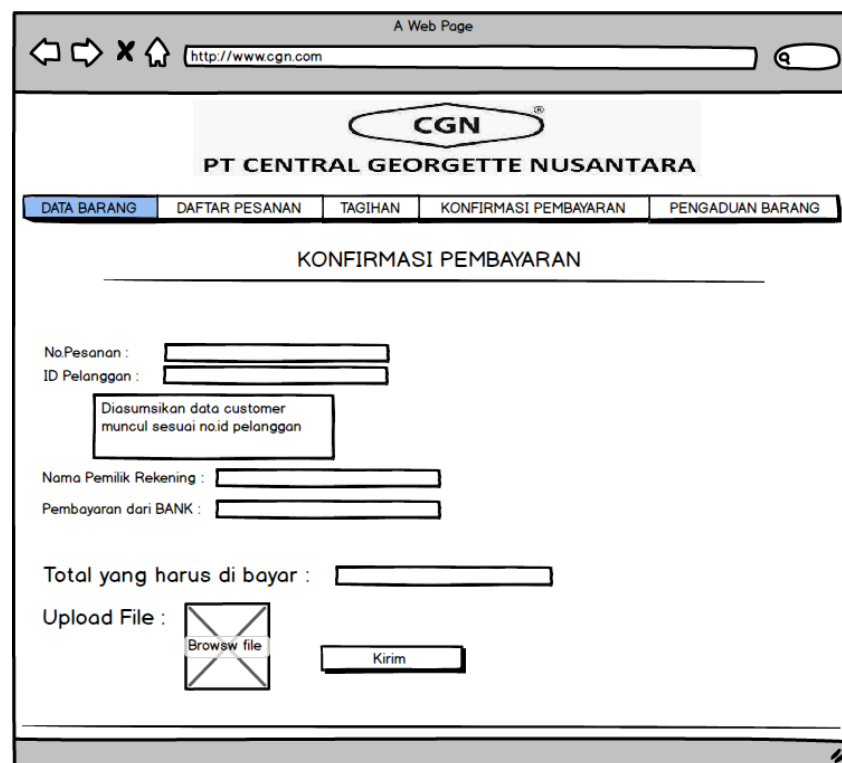 A Web Page
http://www.cgn.com
CGN®
PT CENTRAL GEORGETTE NUSANTARA
DATA BARANG DAFTAR PESANAN TAGIHAN KONFIRMASI PEMBAYARAN PENGADUAN BARANG
KONFIRMASI PEMBAYARAN
No.Pesanan :
ID Pelanggan :
Diasumsikan data customer
muncul sesuai no.id pelanggan
Nama Pemilik Rekening :
Pembayaran dari BANK :
Total yang harus di bayar :
Upload File :
Browsw file
Kirim